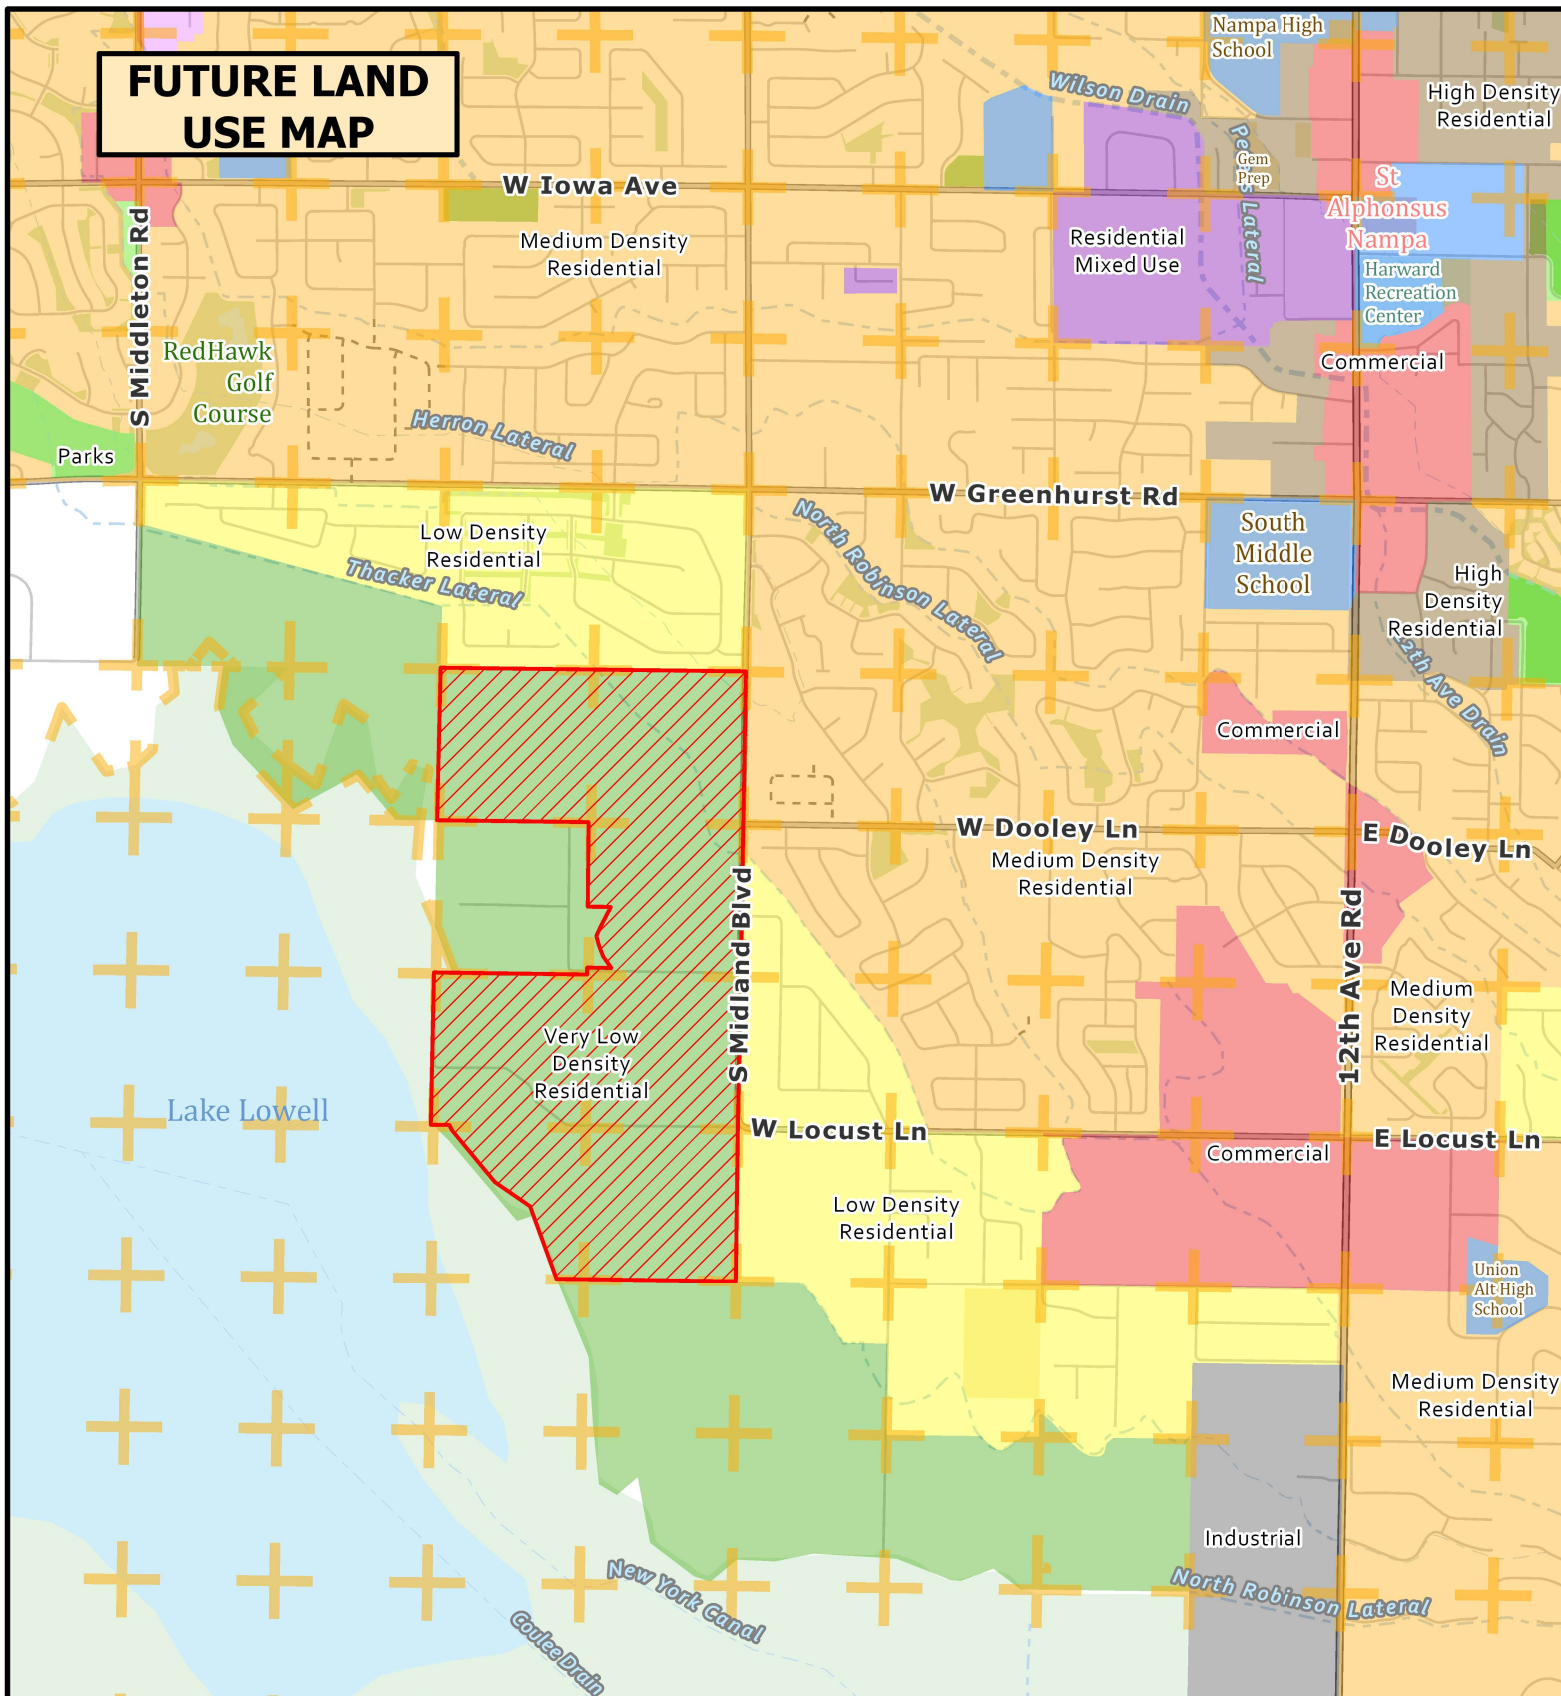 FUTURE LAND
USE MAP
Nampa High
School
Wilson Drain
High Density
Residential
Gem
Prep
Lateral
W Iowa Ave
St
Alphonsus
Nampa
S Middleton Rd
Medium Density
Residential
Residential
Mixed Use
Harward
Recreation
Center
RedHawk
Golf
Course
Commercial
Herron Lateral
Parks
W Greenhurst Rd
North Robinson Lateral
Low Density
Residential
Thacker Lateral
South
Middle
School
High
Density
Residential
12th Ave Drain
Commercial
W Dooley Ln
E Dooley Ln
Medium Density
Residential
S Midland Blvd
12th Ave Rd
Medium
Density
Residential
Very Low
Density
Residential
Lake Lowell
W Locust Ln
E Locust Ln
Commercial
Low Density
Residential
Union
Alt High
School
Medium Density
Residential
Industrial
New York Canal
North Robinson Lateral
Coulee Drain